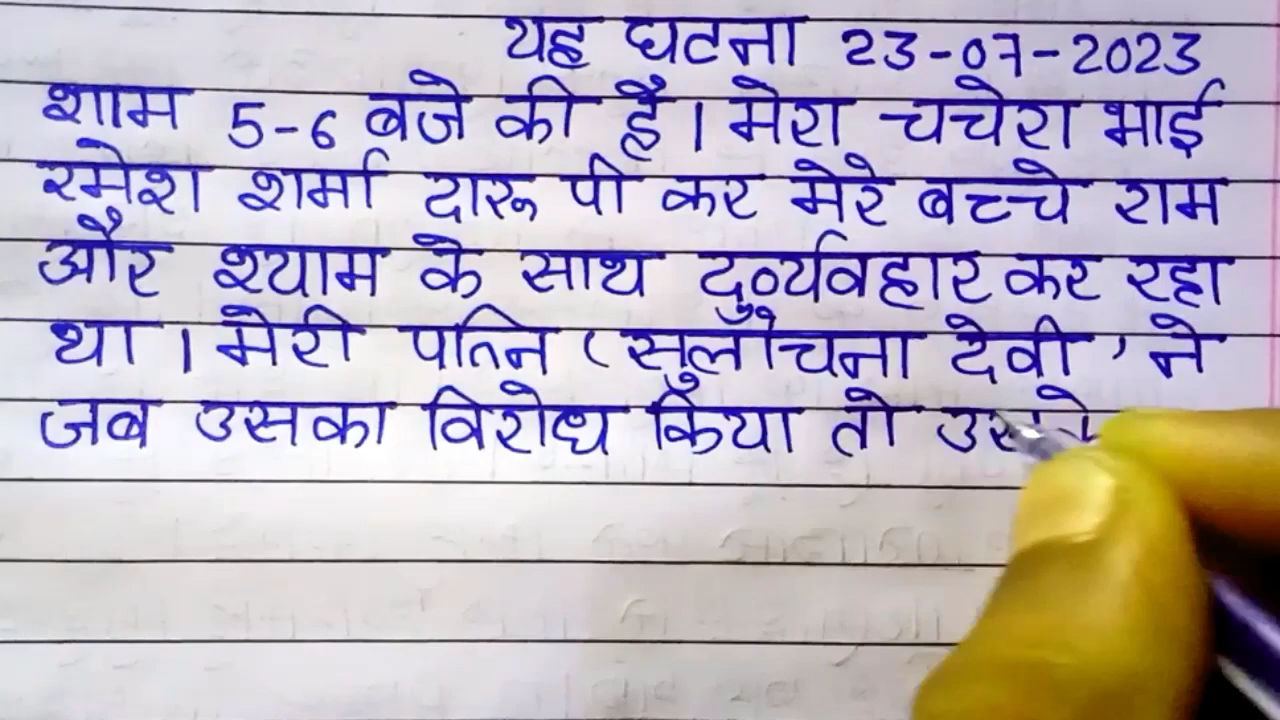 यह घटना 23-07-2023
शाम 5-6 बजे की है। मेरा चचेरा भाई
रमेश शर्मा दारू पी कर मेरे बच्चे राम
और श्याम के साथ दुर्व्यवहार कर रहा
था। मेरी पत्नि (सुलोचना देवी ' ने
जब उसका विरोध किया तो